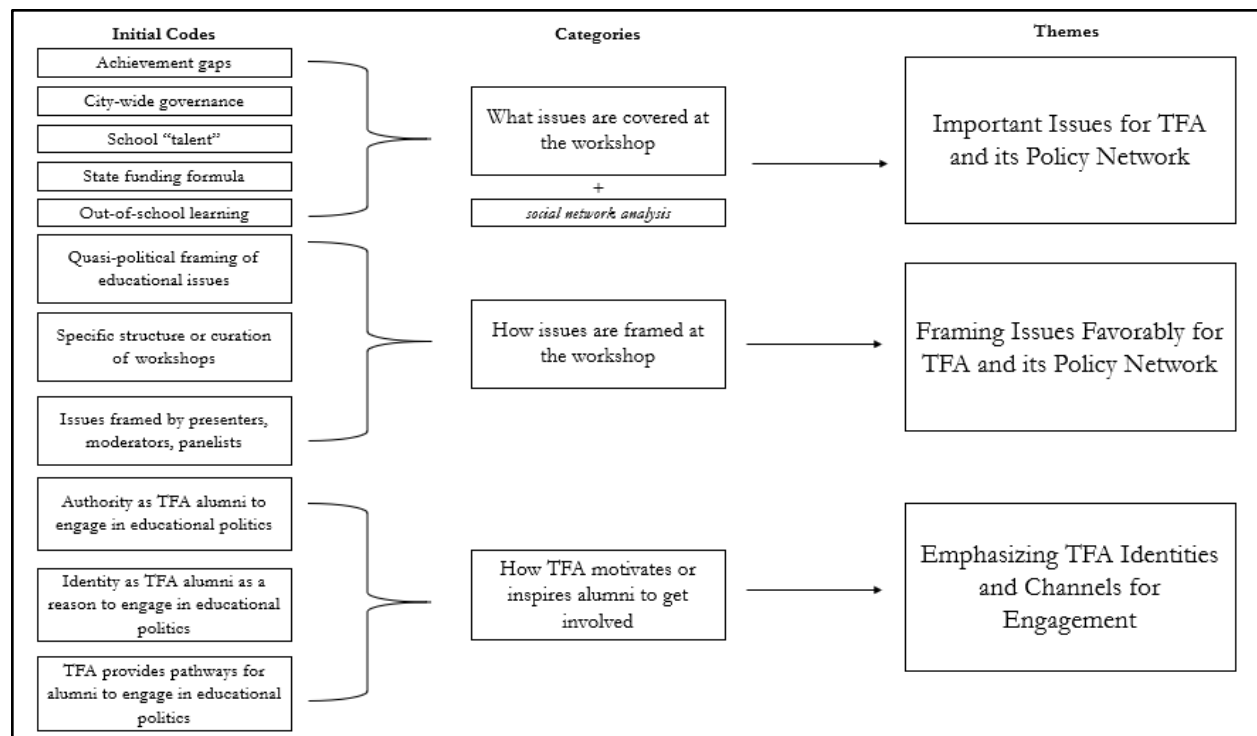 Initial Codes
Achievement gaps
City-wide governance
School “talent”
State funding formula
Out-of-school learning
Quasi-political framing of
educational issues
Specific structure or curation
of workshops
Issues framed by presenters,
moderators, panelists
Authority as TFA alumni to
engage in educational politics
Identity as TFA alumni as a
reason to engage in educational
politics
TFA provides pathways for
alumni to engage in educational
politics
Categories
What issues are covered at
the workshop
+
social network analysis
How issues are framed at
the workshop
How TFA motivates or
inspires alumni to get
involved
Themes
Important Issues for TFA
and its Policy Network
Framing Issues Favorably for
TFA and its Policy Network
Emphasizing TFA Identities
and Channels for
Engagement